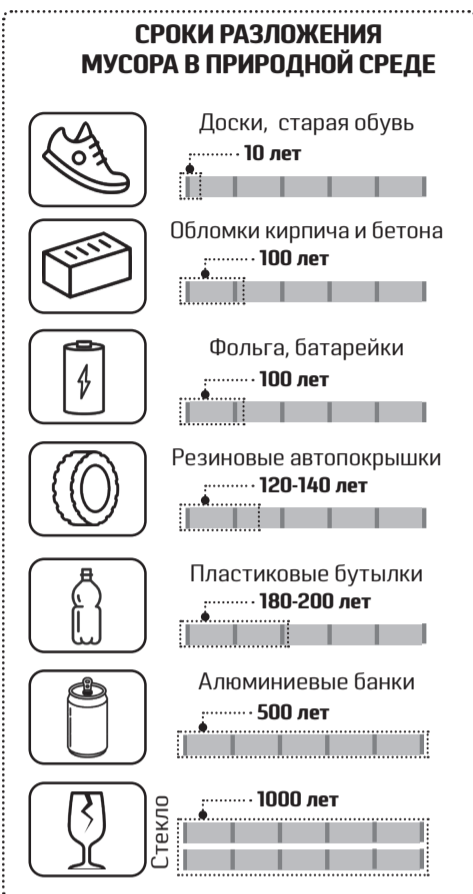 СРОКИ РАЗЛОЖЕНИЯ
МУСОРА В ПРИРОДНОЙ СРЕДЕ
Доски, старая обувь
10 лет
Обломки кирпича и бетона
100 лет
Фольга, батарейки
100 лет
Резиновые автопокрышки
120-140 лет
Пластиковые бутылки
180-200 лет
Алюминиевые банки
500 лет
Стекло
1000 лет